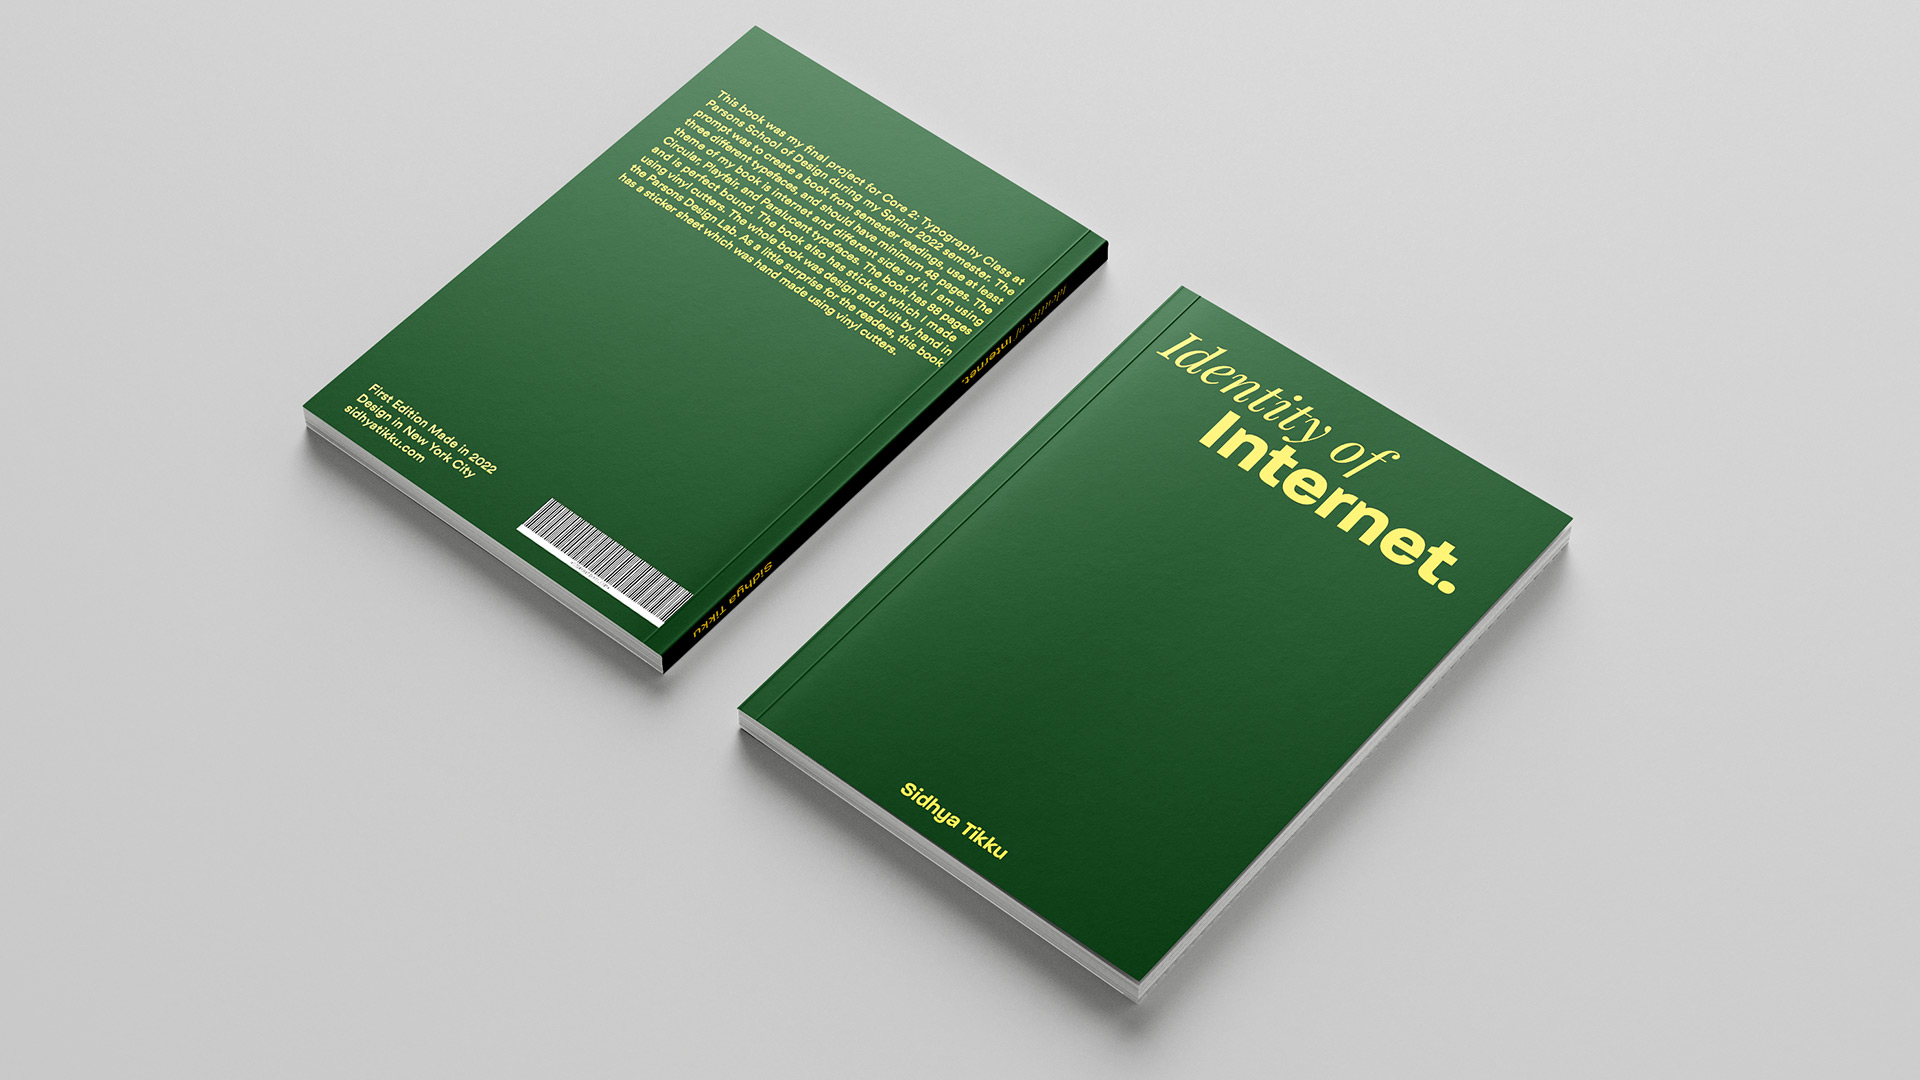 This book was my final project for Core 2: Typography Class at
Parsons School of Design during my Sprind 2022 semester. The
prompt was to create a book from semester readings, use at least
three different typefaces, and should have minimum 48 pages. The
theme of my book is internet and different sides of it. I am using
Circular, Playfair, and Paralucent typefaces. The book has 88 pages
and is perfect bound. The book also has stickers which I made
using vinyl cutters. The whole book was design and built by hand in
the Parsons Design Lab. As a little surprise for the readers, this book
has a sticker sheet which was hand made using vinyl cutters.
First Edition Made in 2022
Design in New York City
sidhyatikku.com
Identity of Internet.
Sidhya Tikku
Identity of
Internet.
Sidhya Tikku